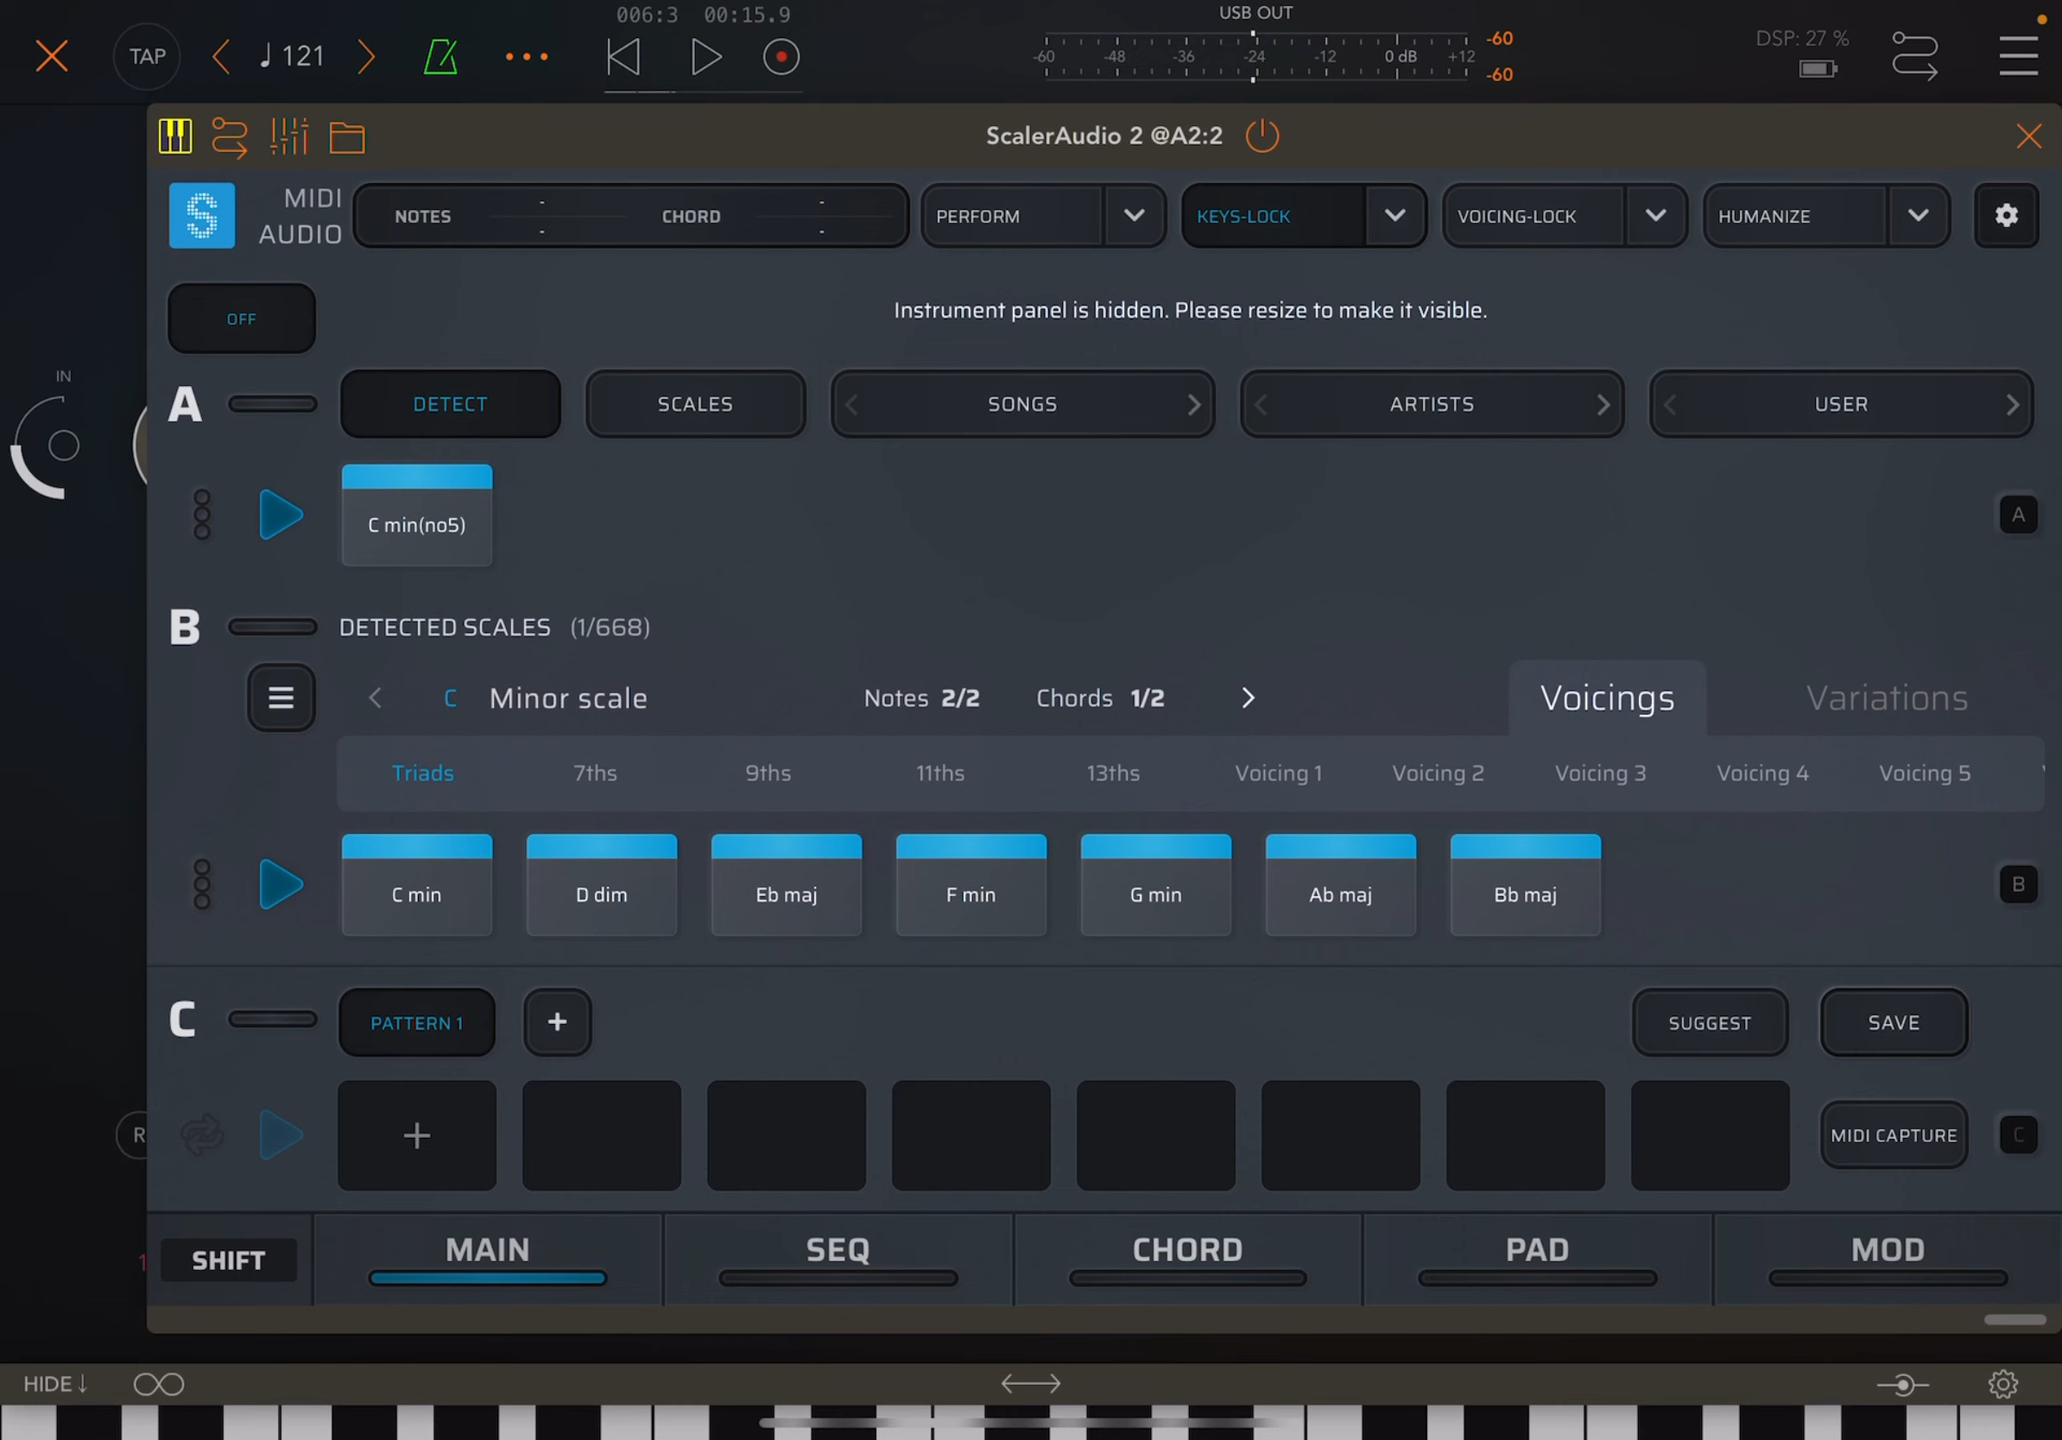 006:3 00:15.9
USB OUT
TAP
121
-60 -48 -36 -24 -12 0 dB +12
-60
-60
DSP: 27 %
ScalerAudio 2 @A2:2
S
MIDI
AUDIO
NOTES - - CHORD - -
PERFORM
KEYS-LOCK
VOICING-LOCK
HUMANIZE
OFF
Instrument panel is hidden. Please resize to make it visible.
IN
A
DETECT
SCALES
SONGS
ARTISTS
USER
C min(no5)
A
B
DETECTED SCALES (1/668)
C Minor scale
Notes 2/2
Chords 1/2
Voicings
Variations
Triads
7ths
9ths
11ths
13ths
Voicing 1
Voicing 2
Voicing 3
Voicing 4
Voicing 5
C min
D dim
Eb maj
F min
G min
Ab maj
Bb maj
B
C
PATTERN 1
+
SUGGEST
SAVE
R
+
MIDI CAPTURE
C
1
SHIFT
MAIN
SEQ
CHORD
PAD
MOD
HIDE↓